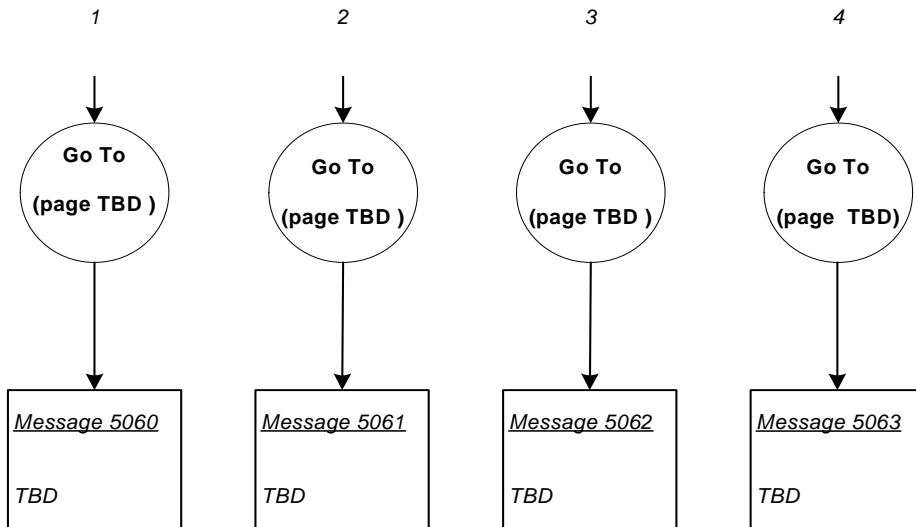 1 2 3 4
Go To Go To Go To Go To
(page TBD ) (page TBD ) (page TBD ) (page  TBD)
Message 5060 Message 5061 Message 5062 Message 5063
TBD TBD TBD TBD